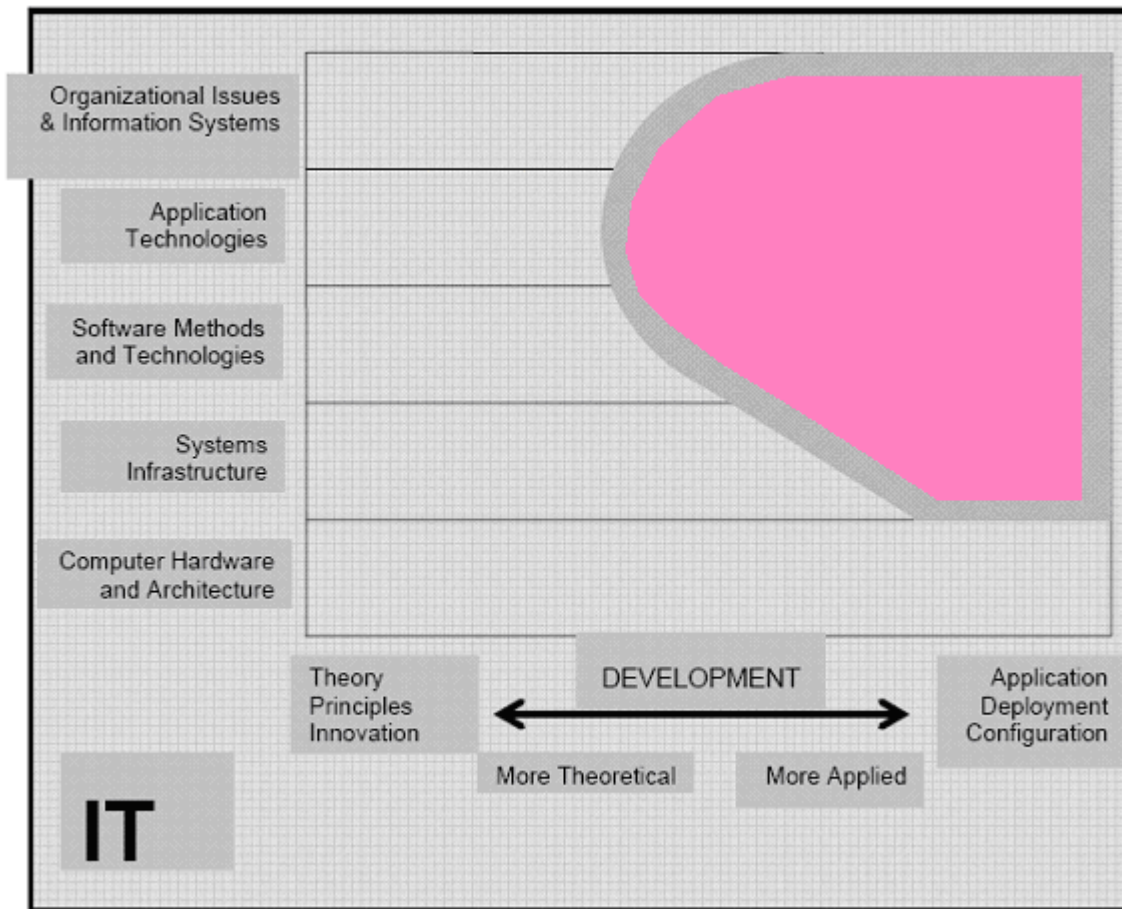 Organizational Issues
& Information Systems
Application
Technologies
Software Methods
and Technologies
Systems
Infrastructure
Computer Hardware
and Architecture
Theory
Principles
Innovation
DEVELOPMENT
Application
Deployment
Configuration
More Theoretical
More Applied
IT